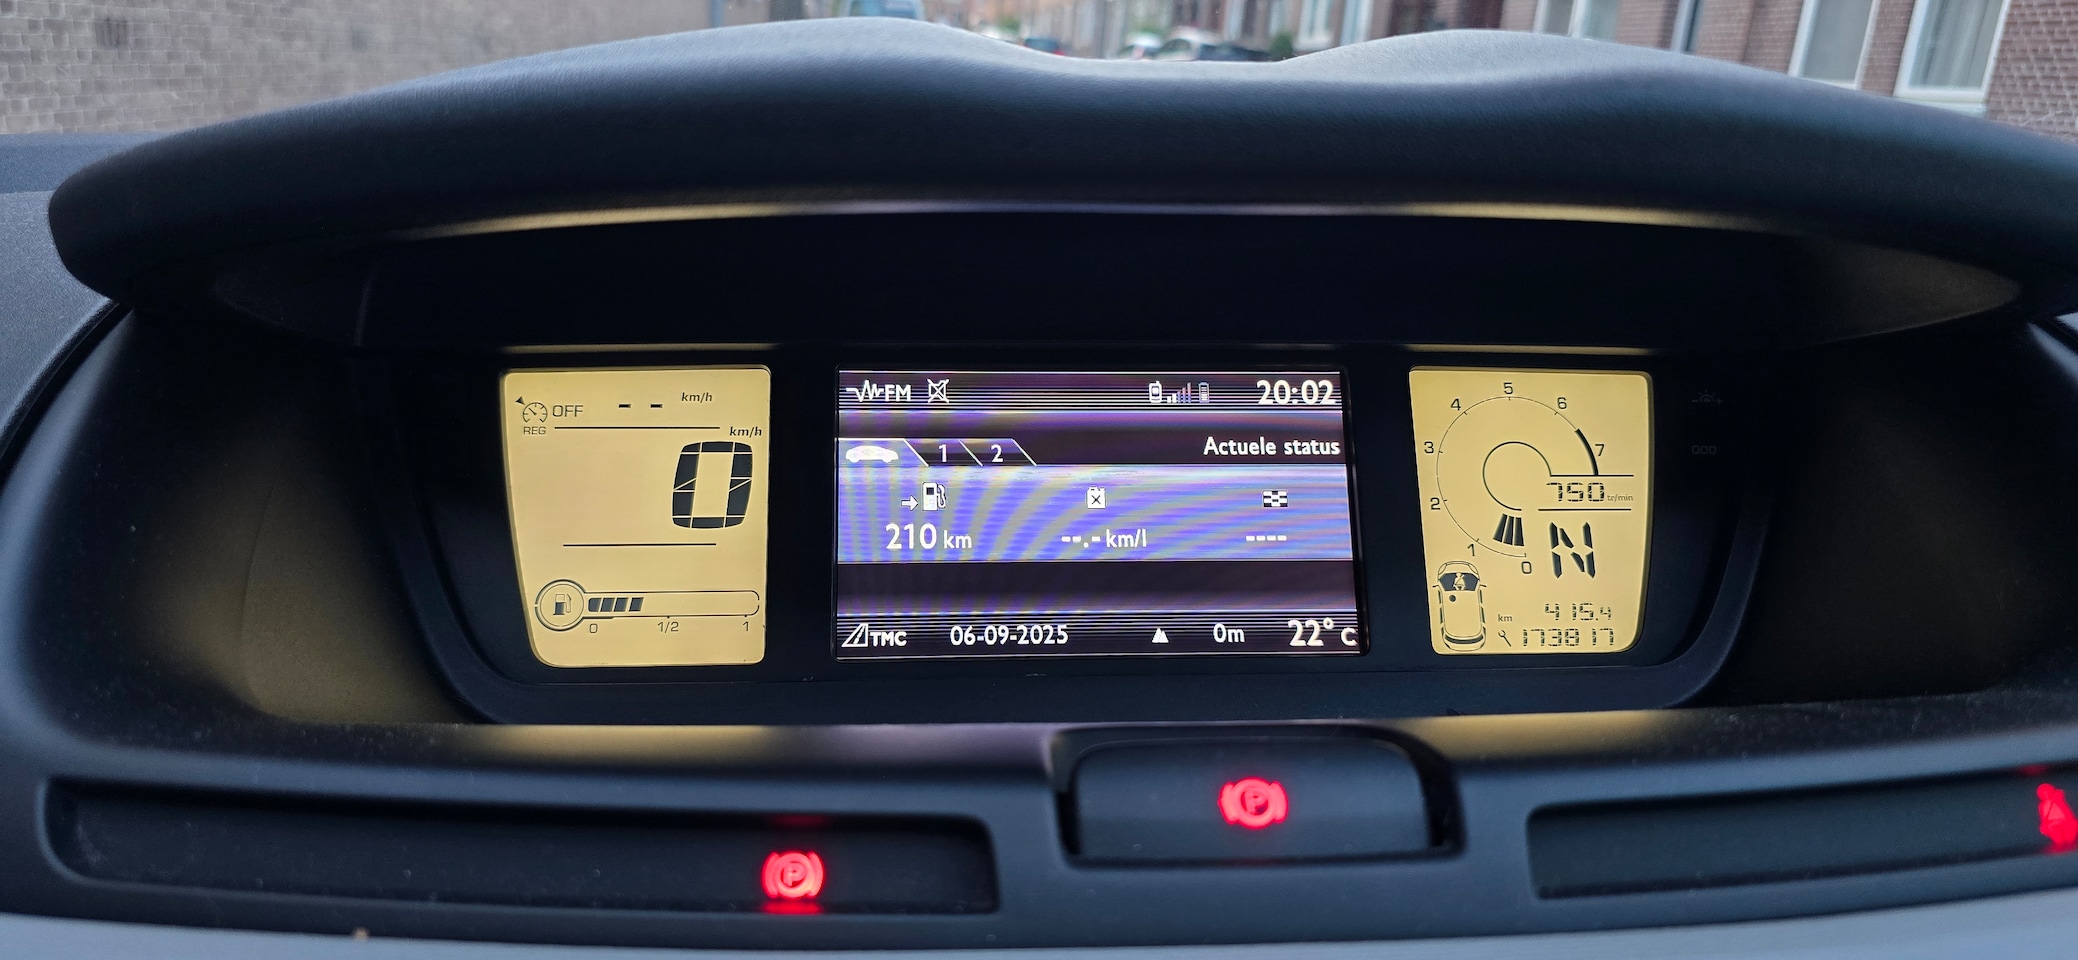 OFF
REG
-- km/h
km/h
0
0 1/2 1
FM 20:02
1 2 Actuele status
210 km --.- km/l ----
TMC 06-09-2025 0m 22° C
5
4 6
3 7
2
1
0
750 tr/min
N
km 415.4
173817
P
P